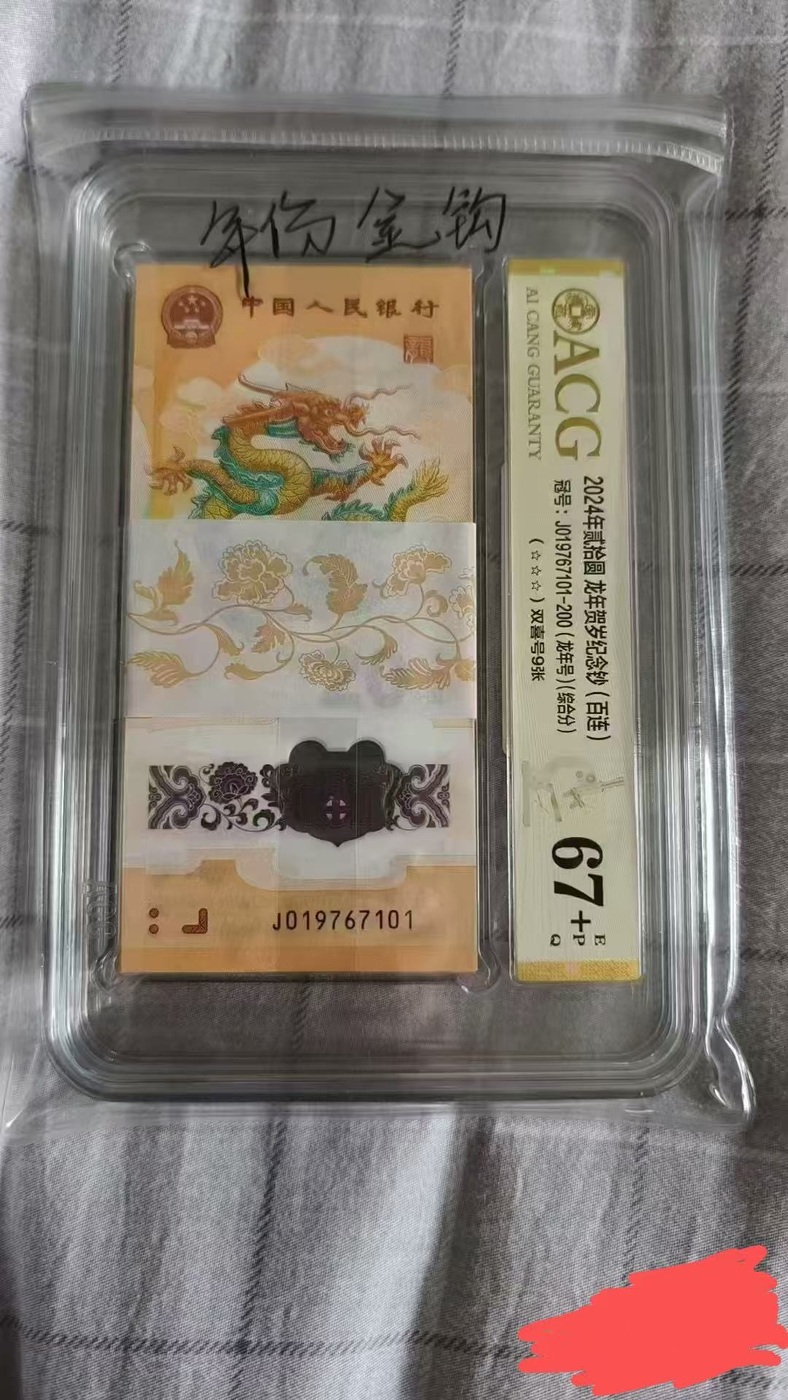 年份金钩
中国人民银行
J019767101
ACG
AI CANG GUARANTY
2024年贰拾圆 龙年贺岁纪念钞（百连）
冠号：J019767101-200（龙年号）（综合分）
（☆☆☆）双喜号9张
67+
E
P
Q